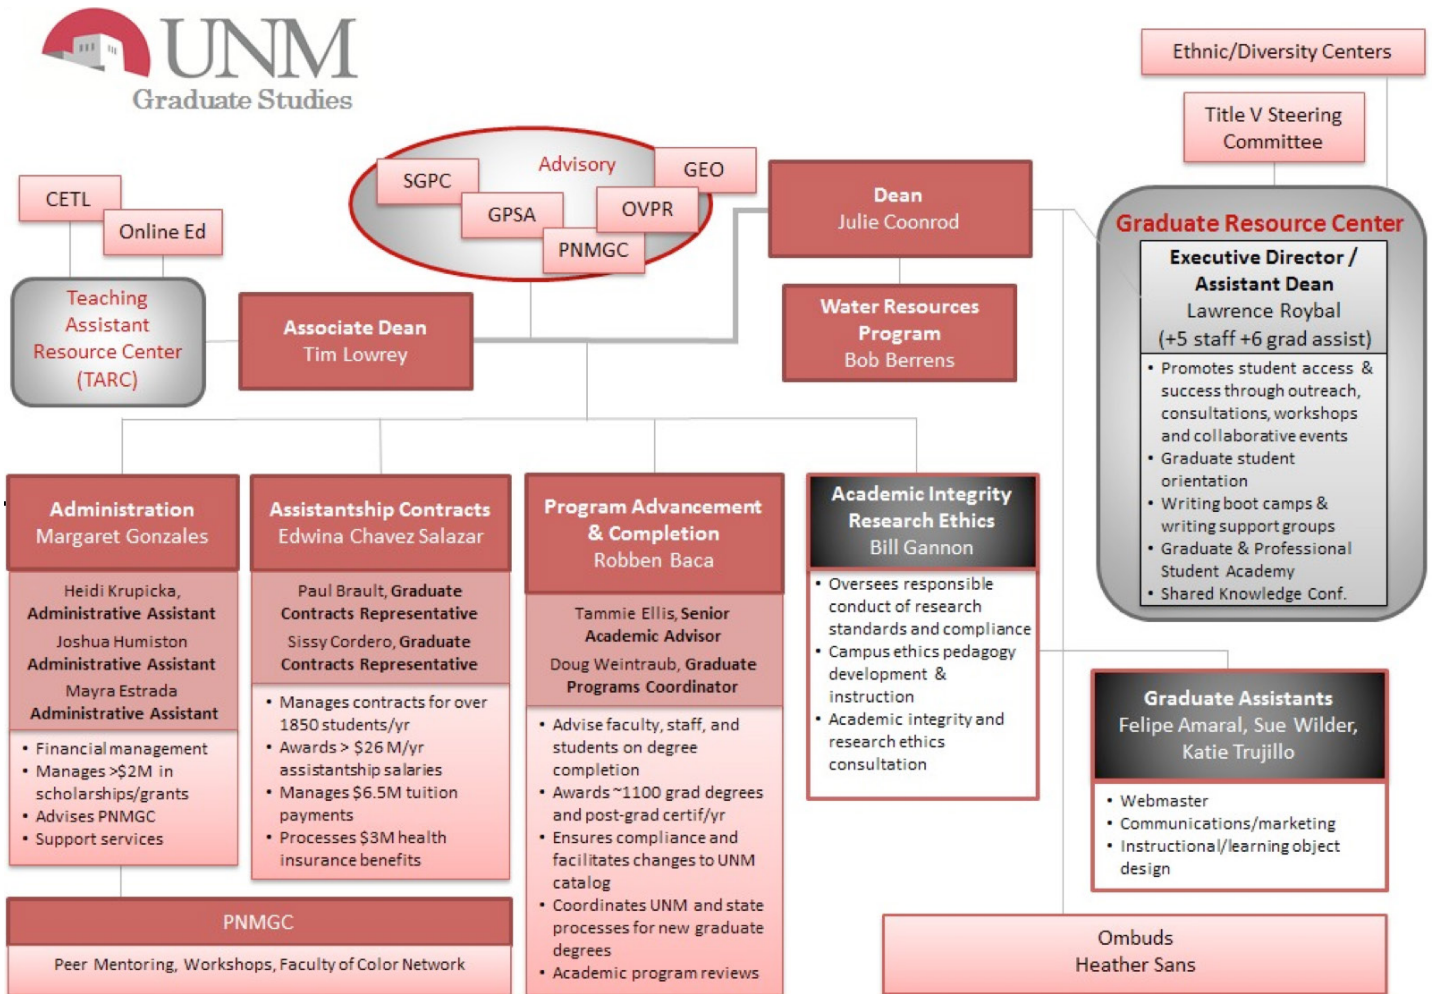 UNM
Graduate Studies
Ethnic/Diversity Centers
Title V Steering
Committee
Advisory
SGPC
GPSA
PNMGC
OVPR
GEO
CETL
Online Ed
Teaching
Assistant
Resource Center
(TARC)
Associate Dean
Tim Lowrey
Dean
Julie Coonrod
Water Resources
Program
Bob Berrens
Graduate Resource Center
Executive Director /
Assistant Dean
Lawrence Roybal
(+5 staff +6 grad assist)
• Promotes student access &
success through outreach,
consultations, workshops
and collaborative events
• Graduate student
orientation
• Writing boot camps &
writing support groups
• Graduate & Professional
Student Academy
• Shared Knowledge Conf.
Administration
Margaret Gonzales
Heidi Krupicka,
Administrative Assistant
Joshua Humiston
Administrative Assistant
Mayra Estrada
Administrative Assistant
• Financial management
• Manages >$2M in
scholarships/grants
• Advises PNMGC
• Support services
Assistantship Contracts
Edwina Chavez Salazar
Paul Brault, Graduate
Contracts Representative
Sissy Cordero, Graduate
Contracts Representative
• Manages contracts for over
1850 students/yr
• Awards > $26 M/yr
assistantship salaries
• Manages $6.5M tuition
payments
• Processes $3M health
insurance benefits
Program Advancement
& Completion
Robben Baca
Tammie Ellis, Senior
Academic Advisor
Doug Weintraub, Graduate
Programs Coordinator
• Advise faculty, staff, and
students on degree
completion
• Awards ~1100 grad degrees
and post-grad certif/yr
• Ensures compliance and
facilitates changes to UNM
catalog
• Coordinates UNM and state
processes for new graduate
degrees
• Academic program reviews
Academic Integrity
Research Ethics
Bill Gannon
• Oversees responsible
conduct of research
standards and compliance
• Campus ethics pedagogy
development &
instruction
• Academic integrity and
research ethics
consultation
Graduate Assistants
Felipe Amaral, Sue Wilder,
Katie Trujillo
• Webmaster
• Communications/marketing
• Instructional/learning object
design
PNMGC
Peer Mentoring, Workshops, Faculty of Color Network
Ombuds
Heather Sans